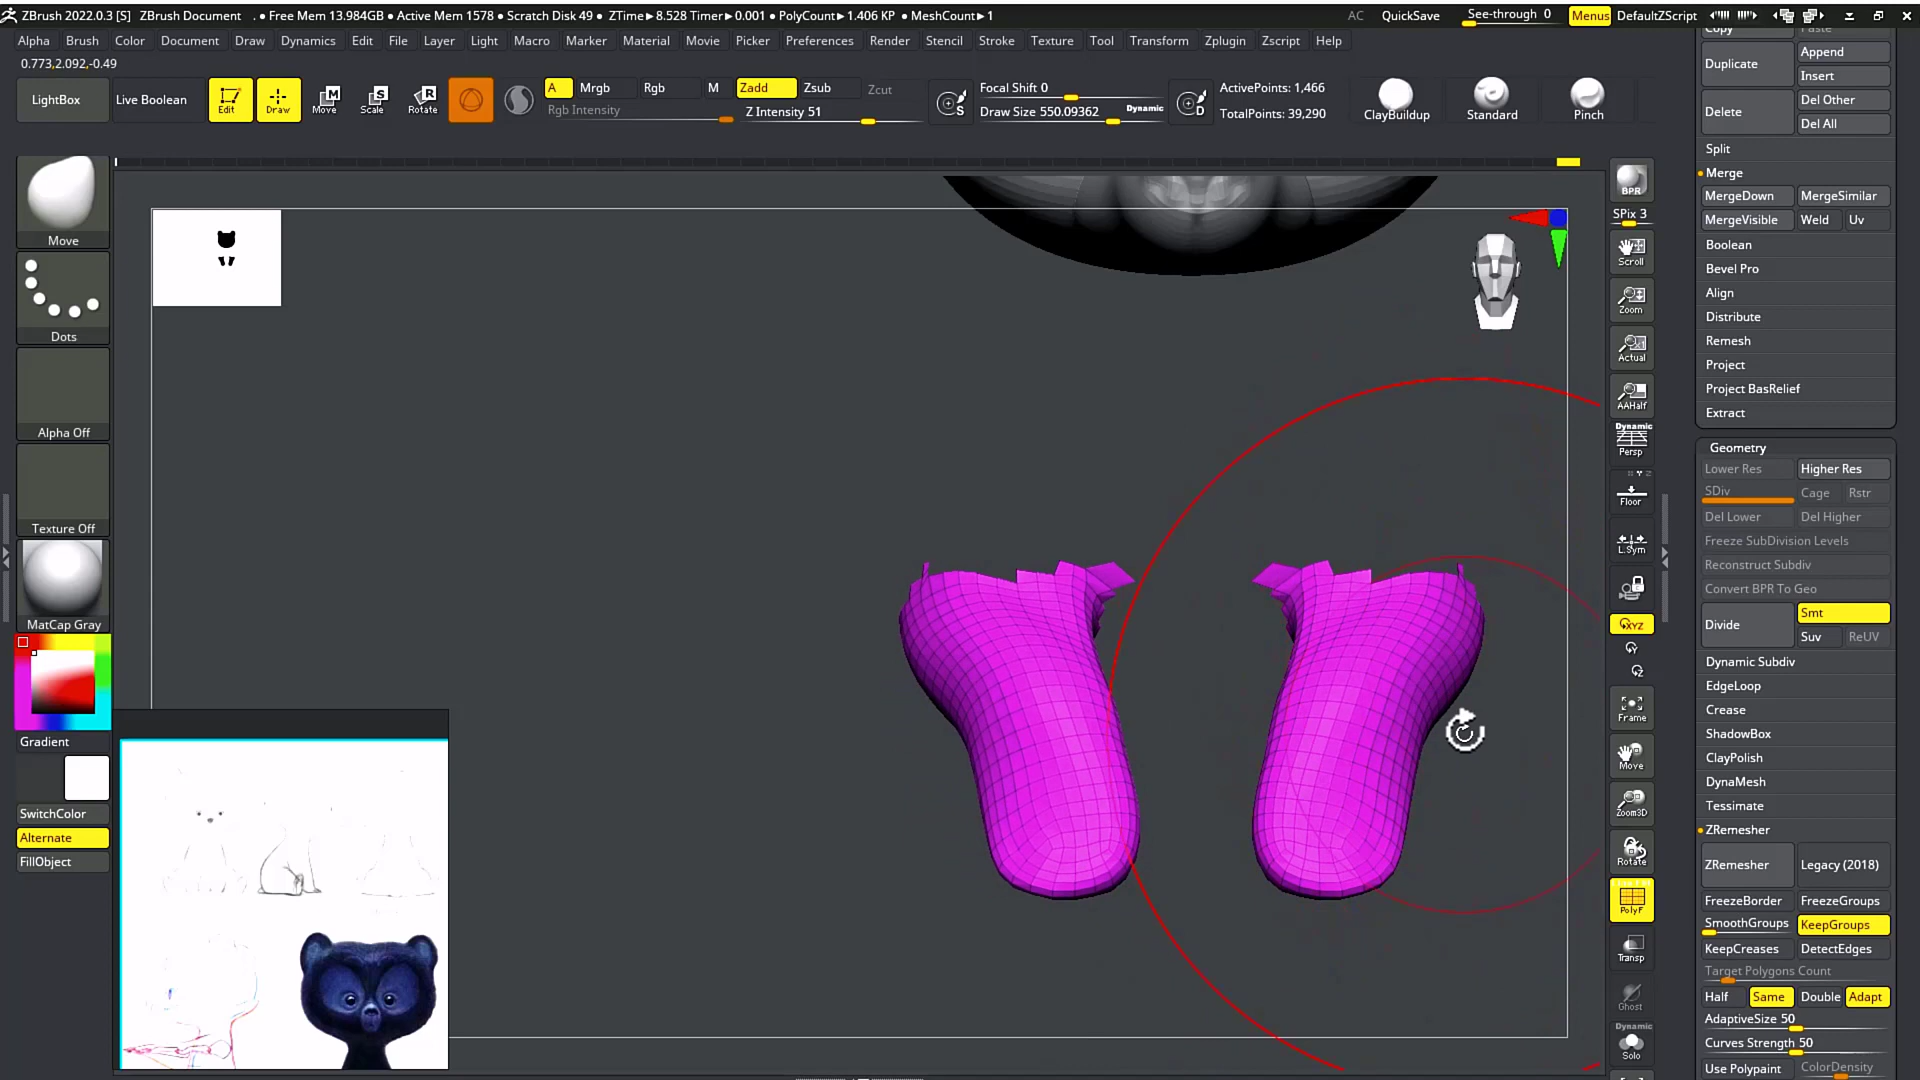 ZBrush 2022.0.3 [S] ZBrush Document . • Free Mem 13.984GB • Active Mem 1578 • Scratch Disk 49 • ZTime▸8.528 Timer▸0.001 • PolyCount▸1.406 KP • MeshCount▸1 AC QuickSave See-through 0 Menus DefaultZScript
Alpha Brush Color Document Draw Dynamics Edit File Layer Light Macro Marker Material Movie Picker Preferences Render Stencil Stroke Texture Tool Transform Zplugin Zscript Help
0.773,2.092,-0.49
LightBox Live Boolean Edit Draw Move Scale Rotate
A Mrgb Rgb M Zadd Zsub Zcut
Rgb Intensity Z Intensity 51
S Focal Shift 0
Draw Size 550.09362 Dynamic D
ActivePoints: 1,466
TotalPoints: 39,290
ClayBuildup Standard Pinch
Move
Dots
Alpha Off
Texture Off
MatCap Gray
Gradient
SwitchColor
Alternate
FillObject
BPR
SPix 3
Scroll
Zoom
Actual
AAHalf
Dynamic
Persp
Floor
L.Sym
XYZ
Y
Z
Frame
Move
Zoom3D
Rotate
PolyF
Transp
Ghost
Dynamic
Solo
Copy Paste
Duplicate Append
Insert
Delete Del Other
Del All
Split
Merge
MergeDown MergeSimilar
MergeVisible Weld Uv
Boolean
Bevel Pro
Align
Distribute
Remesh
Project
Project BasRelief
Extract
Geometry
Lower Res Higher Res
SDiv Cage Rstr
Del Lower Del Higher
Freeze SubDivision Levels
Reconstruct Subdiv
Convert BPR To Geo
Divide Smt
Suv ReUV
Dynamic Subdiv
EdgeLoop
Crease
ShadowBox
ClayPolish
DynaMesh
Tessimate
ZRemesher
ZRemesher Legacy (2018)
FreezeBorder FreezeGroups
SmoothGroups KeepGroups
KeepCreases DetectEdges
Target Polygons Count
Half Same Double Adapt
AdaptiveSize 50
Curves Strength 50
Use Polypaint ColorDensity